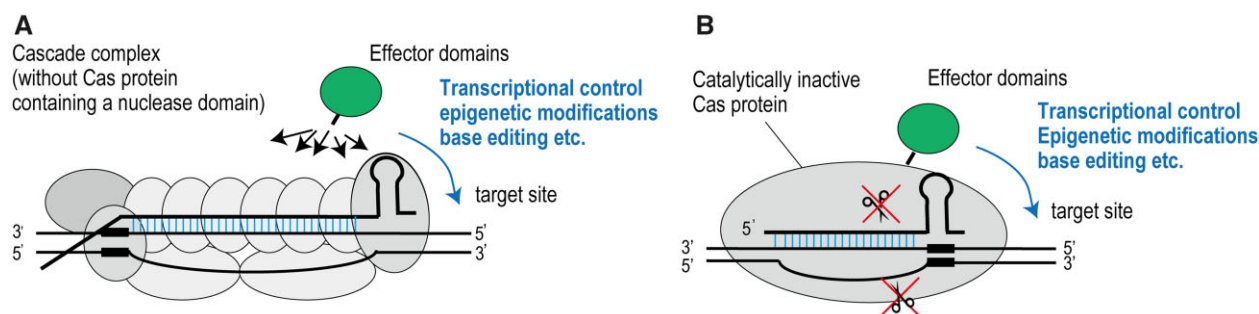 A
Cascade complex
(without Cas protein
containing a nuclease domain)
Effector domains
Transcriptional control
epigenetic modifications
base editing etc.
target site
3’
5’
5’
3’
B
Catalytically inactive
Cas protein
Effector domains
Transcriptional control
Epigenetic modifications
base editing etc.
target site
5’
3’
5’
5’
3’